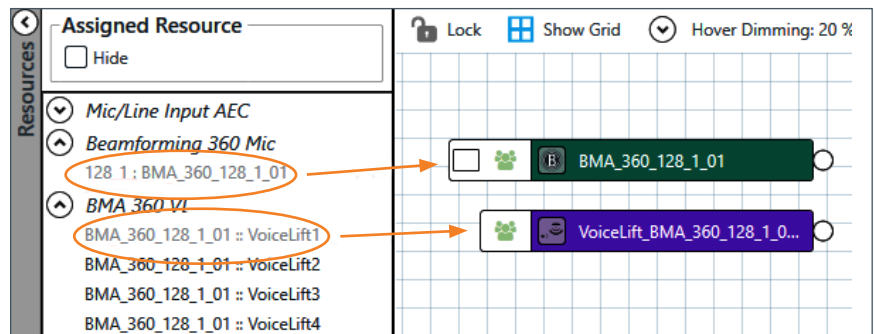 Resources
Assigned Resource
Hide
Mic/Line Input AEC
Beamforming 360 Mic
128 1 : BMA_360_128_1_01
BMA 360 VL
BMA_360_128_1_01 :: VoiceLift1
BMA_360_128_1_01 :: VoiceLift2
BMA_360_128_1_01 :: VoiceLift3
BMA_360_128_1_01 :: VoiceLift4
Lock Show Grid Hover Dimming: 20 %
B BMA_360_128_1_01
VoiceLift_BMA_360_128_1_0...